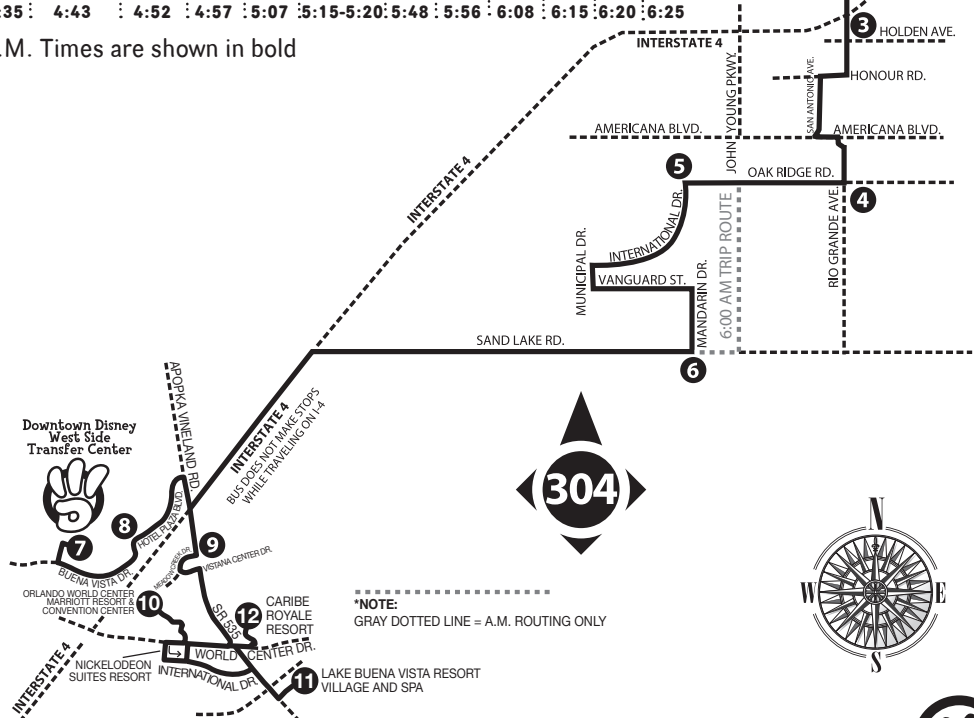 :35 4:43 4:52 4:57 5:07 5:15-5:20 5:48 5:56 6:08 6:15 6:20 6:25
.M. Times are shown in bold
INTERSTATE 4
3
HOLDEN AVE.
HONOUR RD.
SAN ANTONIO AVE.
JOHN YOUNG PKWY.
AMERICANA BLVD.
AMERICANA BLVD.
INTERSTATE 4
5
OAK RIDGE RD.
4
INTERNATIONAL DR.
MUNICIPAL DR.
VANGUARD ST.
MANDARIN DR.
6:00 AM TRIP ROUTE
RIO GRANDE AVE.
SAND LAKE RD.
6
APOPKA VINELAND RD.
INTERSTATE 4
BUS DOES NOT MAKE STOPS
WHILE TRAVELING ON I-4
Downtown Disney
West Side
Transfer Center
304
7
8
HOTEL PLAZA BLVD.
BUENA VISTA DR.
9
MEADOW CREEK DR.
VISTANA CENTER DR.
ORLANDO WORLD CENTER
MARRIOTT RESORT &
CONVENTION CENTER
10
SR 535
12
CARIBE
ROYALE
RESORT
WORLD CENTER DR.
NICKELODEON
SUITES RESORT
INTERNATIONAL DR.
11
LAKE BUENA VISTA RESORT
VILLAGE AND SPA
INTERSTATE 4
*NOTE:
GRAY DOTTED LINE = A.M. ROUTING ONLY
N
W
E
S